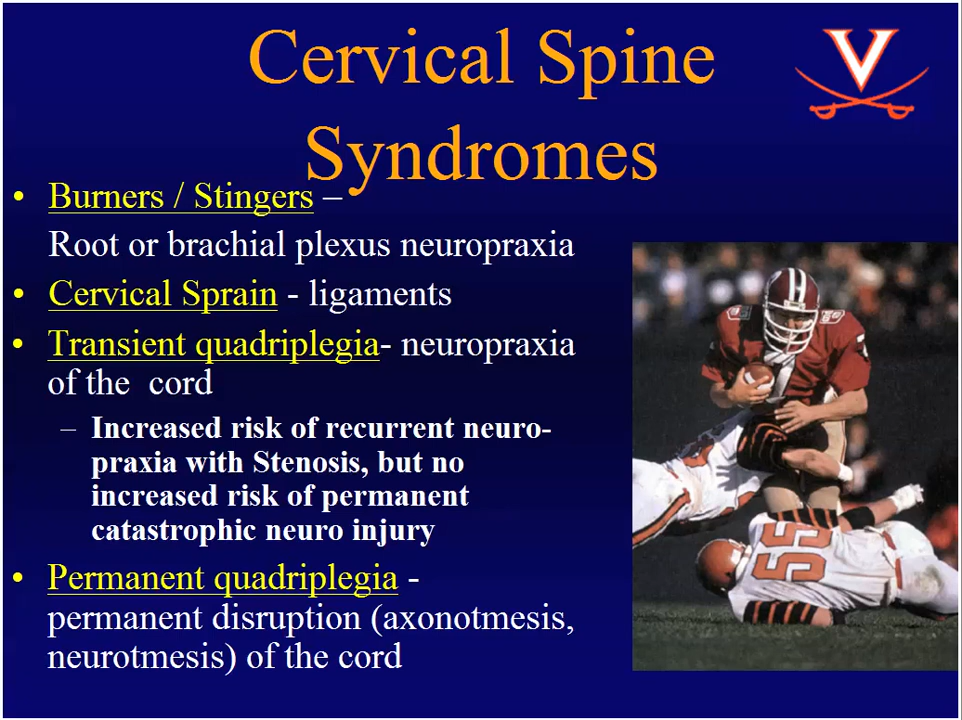 Cervical Spine
Syndromes
V
• Burners / Stingers –
Root or brachial plexus neuropraxia
• Cervical Sprain - ligaments
• Transient quadriplegia- neuropraxia
of the cord
– Increased risk of recurrent neuro-
praxia with Stenosis, but no
increased risk of permanent
catastrophic neuro injury
• Permanent quadriplegia -
permanent disruption (axonotmesis,
neurotmesis) of the cord
H
55